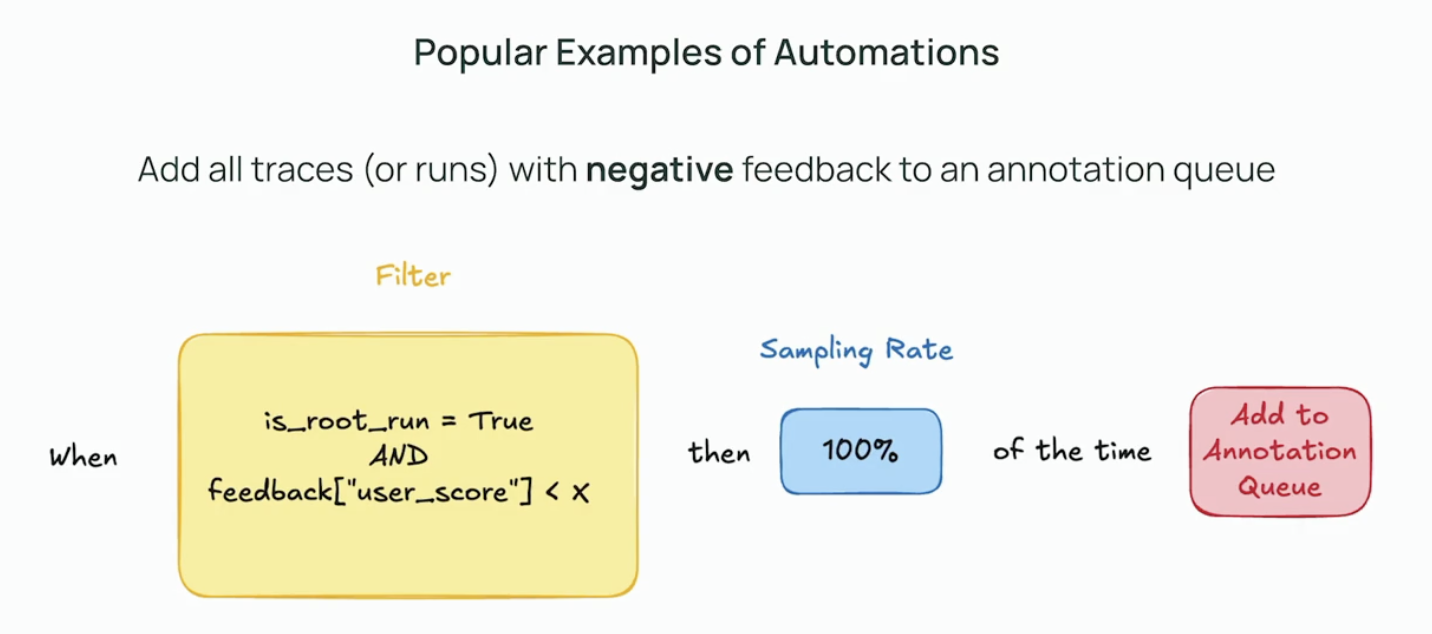 Popular Examples of Automations
Add all traces (or runs) with negative feedback to an annotation queue
Filter
Sampling Rate
When
is_root_run = True
AND
feedback["user_score"] < x
then
100%
of the time
Add to
Annotation
Queue